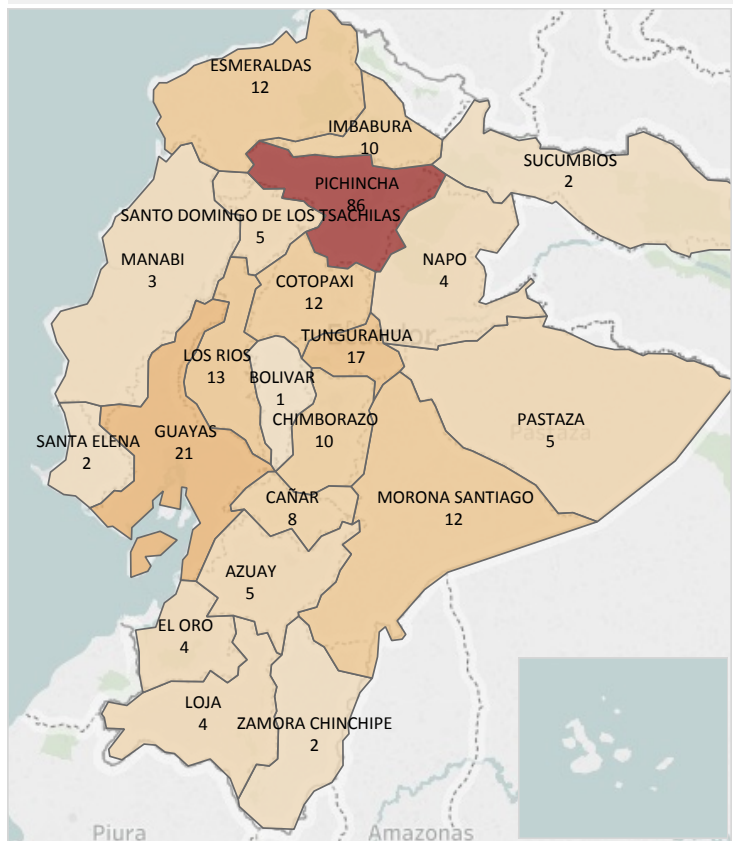 ESMERALDAS
12
IMBABURA
10
SUCUMBIOS
2
PICHINCHA
86
SANTO DOMINGO DE LOS TSACHILAS
5
MANABI
3
NAPO
4
COTOPAXI
12
TUNGURAHUA
17
LOS RIOS
13
BOLIVAR
1
CHIMBORAZO
10
PASTAZA
5
Pastaza
SANTA ELENA
2
GUAYAS
21
CAÑAR
8
MORONA SANTIAGO
12
AZUAY
5
EL ORO
4
LOJA
4
ZAMORA CHINCHIPE
2
Piura
Amazonas